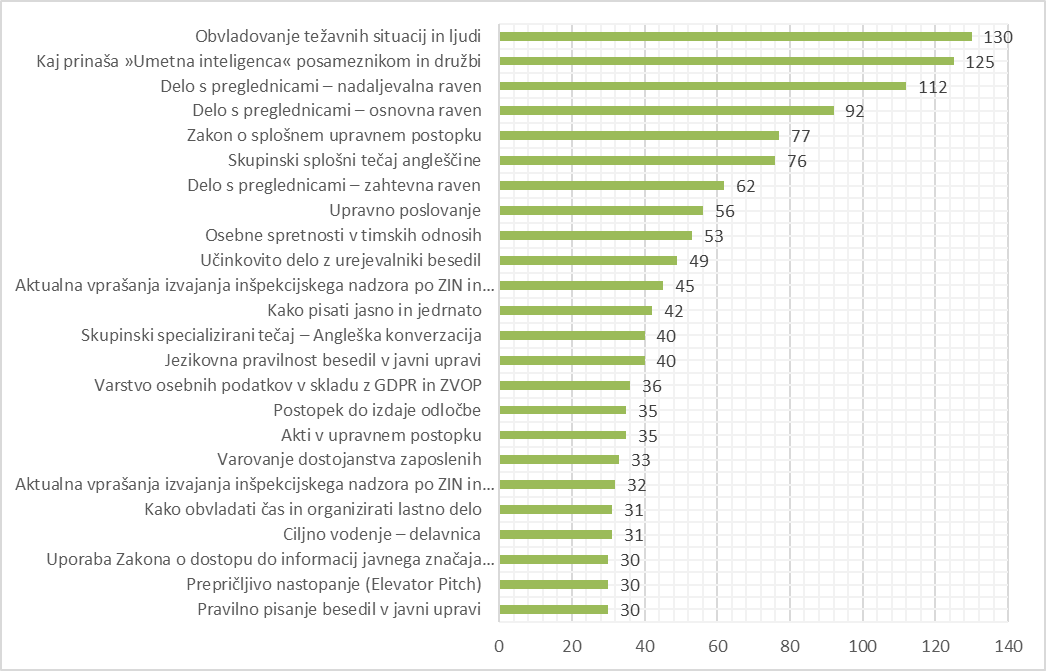 Obvladovanje težavnih situacij in ljudi 130
Kaj prinaša »Umetna inteligenca« posameznikom in družbi 125
Delo s preglednicami – nadaljevalna raven 112
Delo s preglednicami – osnovna raven 92
Zakon o splošnem upravnem postopku 77
Skupinski splošni tečaj angleščine 76
Delo s preglednicami – zahtevna raven 62
Upravno poslovanje 56
Osebne spretnosti v timskih odnosih 53
Učinkovito delo z urejevalniki besedil 49
Aktualna vprašanja izvajanja inšpekcijskega nadzora po ZIN in… 45
Kako pisati jasno in jedrnato 42
Skupinski specializirani tečaj – Angleška konverzacija 40
Jezikovna pravilnost besedil v javni upravi 40
Varstvo osebnih podatkov v skladu z GDPR in ZVOP 36
Postopek do izdaje odločbe 35
Akti v upravnem postopku 35
Varovanje dostojanstva zaposlenih 33
Aktualna vprašanja izvajanja inšpekcijskega nadzora po ZIN in… 32
Kako obvladati čas in organizirati lastno delo 31
Ciljno vodenje – delavnica 31
Uporaba Zakona o dostopu do informacij javnega značaja… 30
Prepričljivo nastopanje (Elevator Pitch) 30
Pravilno pisanje besedil v javni upravi 30
0 20 40 60 80 100 120 140